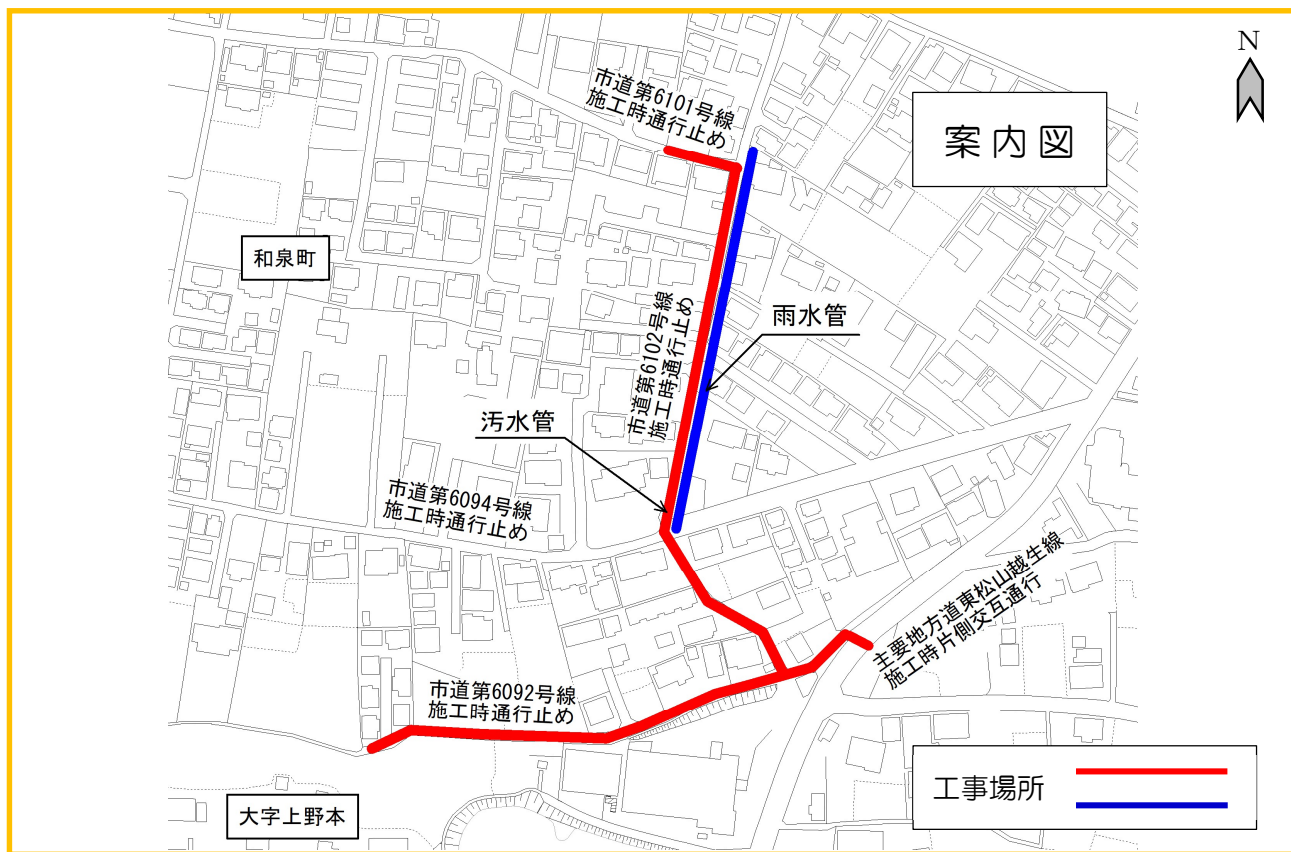 N
案内図
市道第6101号線
施工時通行止め
和泉町
雨水管
市道第6102号線
施工時通行止め
汚水管
市道第6094号線
施工時通行止め
主要地方道東松山越生線
施工時片側交互通行
市道第6092号線
施工時通行止め
工事場所
大字上野本